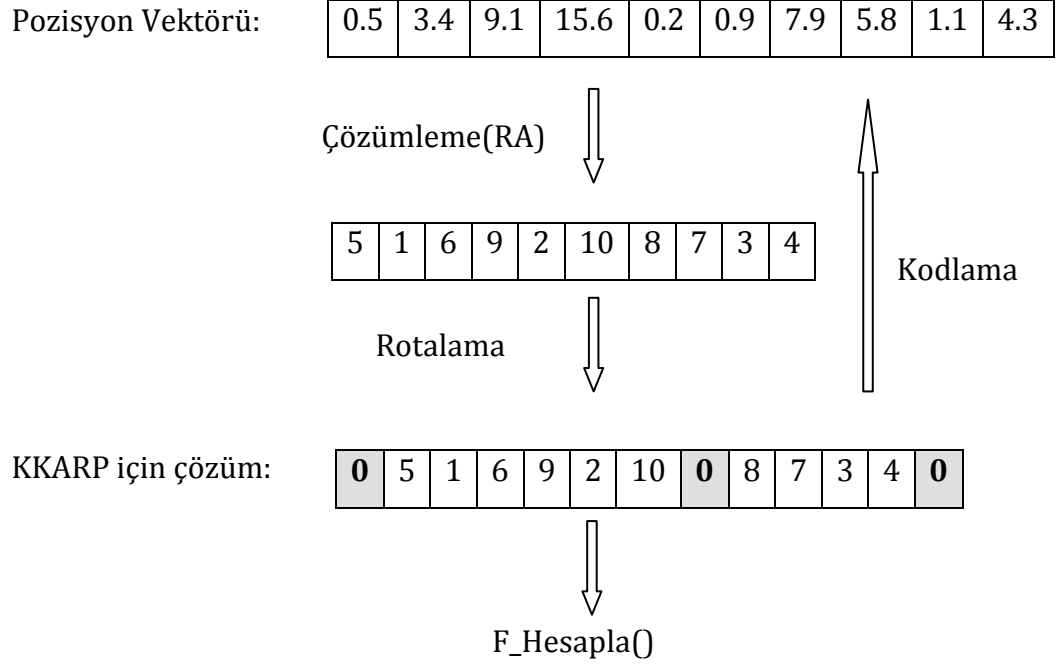 Pozisyon Vektörü: 0.5 3.4 9.1 15.6 0.2 0.9 7.9 5.8 1.1 4.3
Çözümleme(RA)
5 1 6 9 2 10 8 7 3 4
Kodlama
Rotalama
KKARP için çözüm: 0 5 1 6 9 2 10 0 8 7 3 4 0
F_Hesapla()